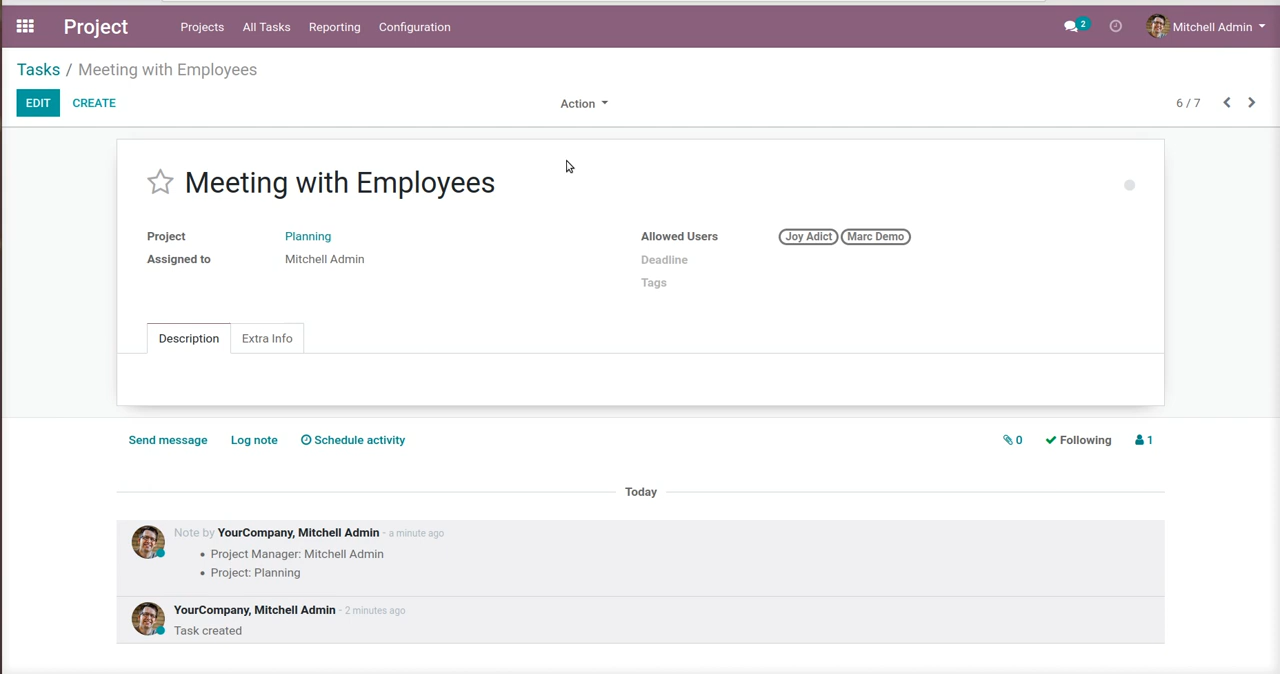 Project Projects All Tasks Reporting Configuration 2 Mitchell Admin
Tasks / Meeting with Employees
EDIT CREATE Action 6 / 7
Meeting with Employees
Project Planning Allowed Users Joy Adict Marc Demo
Assigned to Mitchell Admin Deadline
Tags
Description Extra Info
Send message Log note Schedule activity 0 Following 1
Today
Note by YourCompany, Mitchell Admin - a minute ago
• Project Manager: Mitchell Admin
• Project: Planning
YourCompany, Mitchell Admin - 2 minutes ago
Task created